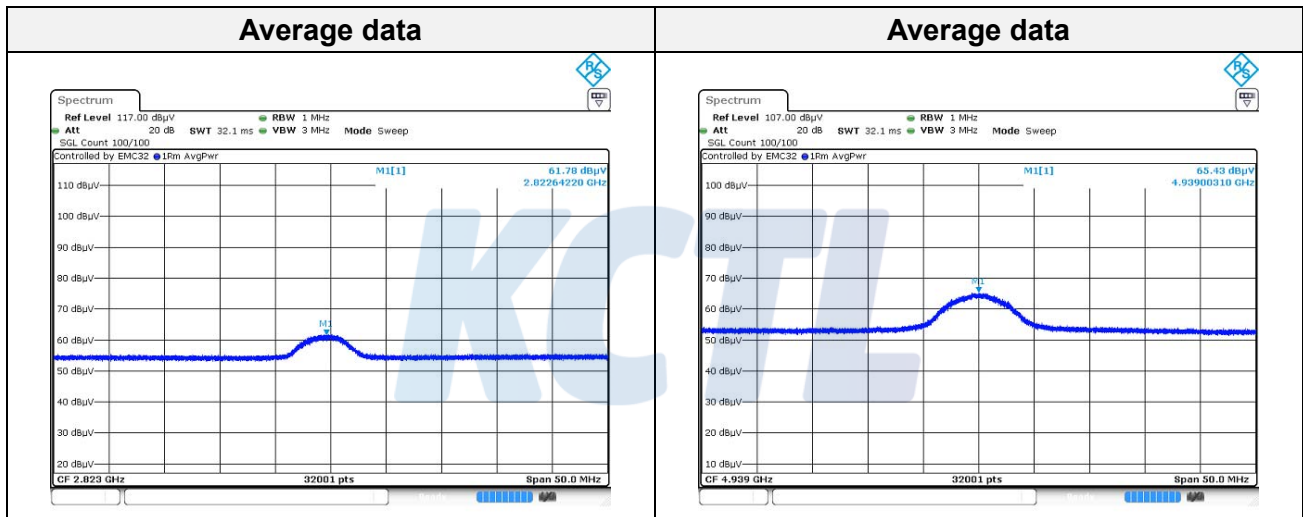 Average data
Average data
R&S
Spectrum
Ref Level 117.00 dBµV RBW 1 MHz
Att 20 dB SWT 32.1 ms VBW 3 MHz Mode Sweep
SGL Count 100/100
Controlled by EMC32 1Rm AvgPwr
M1[1] 61.78 dBµV
2.82264220 GHz
110 dBµV
100 dBµV
90 dBµV
80 dBµV
70 dBµV
M1
60 dBµV
50 dBµV
40 dBµV
30 dBµV
20 dBµV
CF 2.823 GHz 32001 pts Span 50.0 MHz
R&S
Spectrum
Ref Level 107.00 dBµV RBW 1 MHz
Att 20 dB SWT 32.1 ms VBW 3 MHz Mode Sweep
SGL Count 100/100
Controlled by EMC32 1Rm AvgPwr
M1[1] 65.43 dBµV
4.93900310 GHz
100 dBµV
90 dBµV
80 dBµV
70 dBµV
M1
60 dBµV
50 dBµV
40 dBµV
30 dBµV
20 dBµV
10 dBµV
CF 4.939 GHz 32001 pts Span 50.0 MHz
KCTL